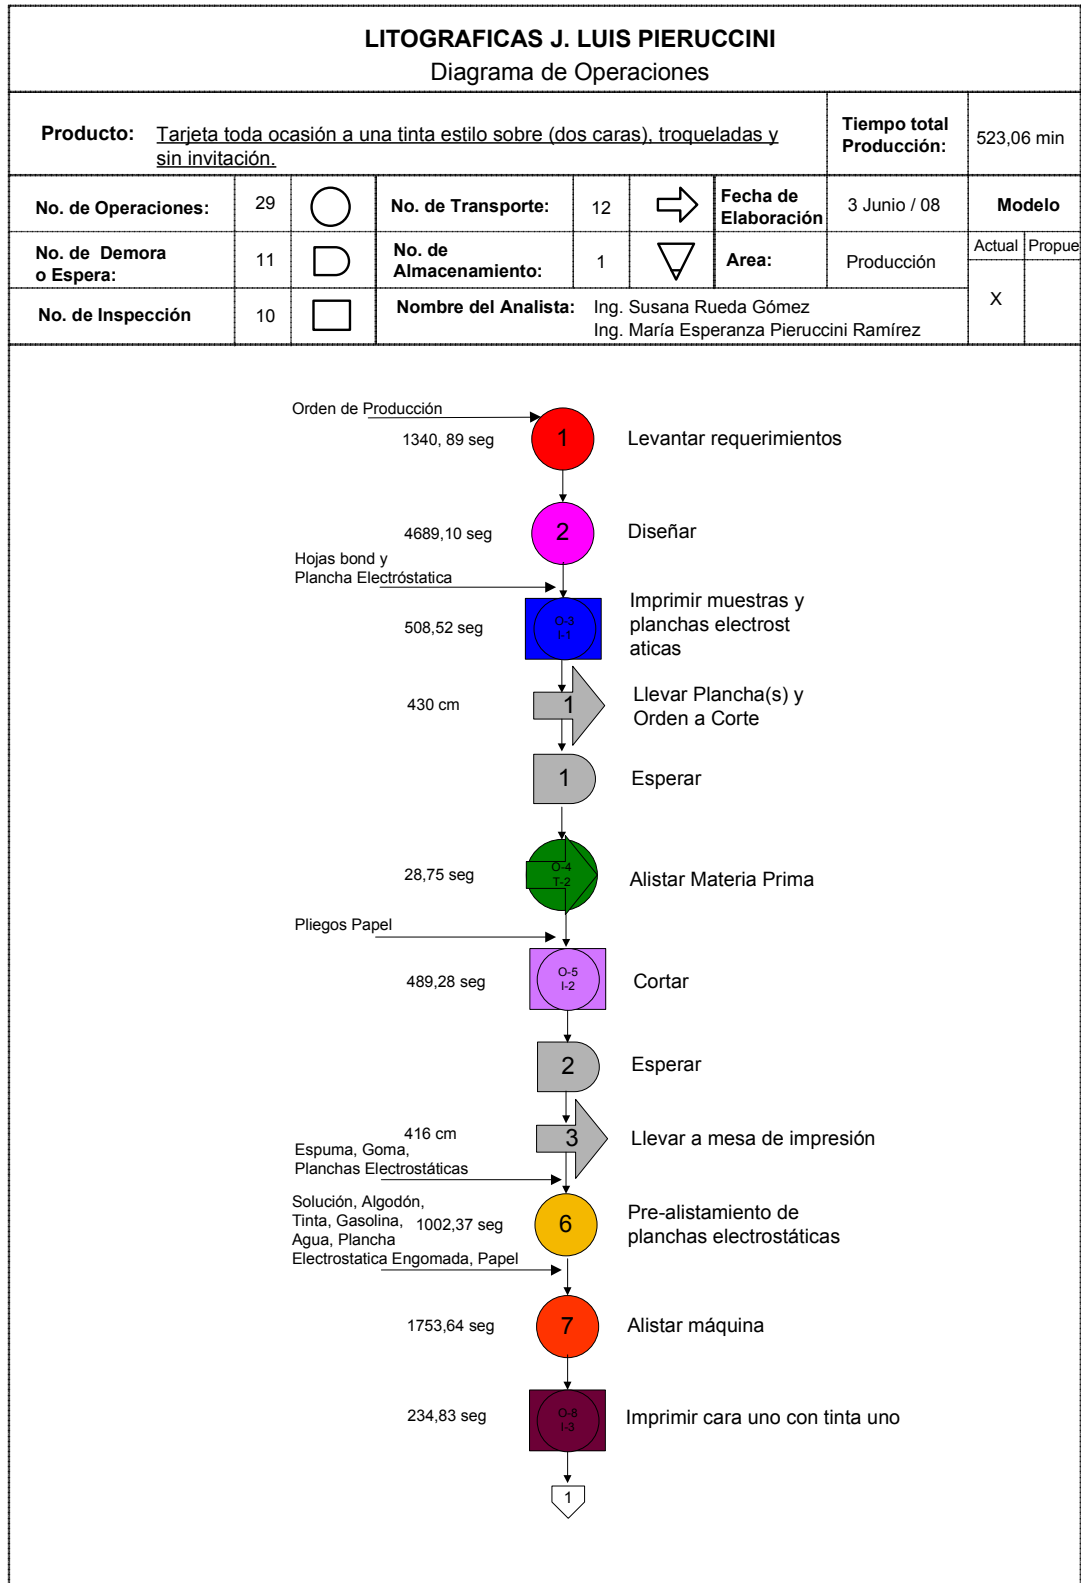 LITOGRAFICAS J. LUIS PIERUCCINI
Diagrama de Operaciones
Producto: Tarjeta toda ocasión a una tinta estilo sobre (dos caras), troqueladas y
sin invitación.
Tiempo total
Producción:
523,06 min
No. de Operaciones:
29
No. de Transporte:
12
Fecha de
Elaboración
3 Junio / 08
Modelo
No. de Demora
o Espera:
11
No. de
Almacenamiento:
1
Area:
Producción
Actual
Propue
No. de Inspección
10
Nombre del Analista: Ing. Susana Rueda Gómez
Ing. María Esperanza Pieruccini Ramírez
X
Orden de Producción
1340, 89 seg
1
Levantar requerimientos
4689,10 seg
2
Diseñar
Hojas bond y
Plancha Electróstatica
508,52 seg
O-3
I-1
Imprimir muestras y
planchas electrost
aticas
430 cm
1
Llevar Plancha(s) y
Orden a Corte
1
Esperar
28,75 seg
O-4
T-2
Alistar Materia Prima
Pliegos Papel
489,28 seg
O-5
I-2
Cortar
2
Esperar
416 cm
3
Llevar a mesa de impresión
Espuma, Goma,
Planchas Electrostáticas
Solución, Algodón,
Tinta, Gasolina,
Agua, Plancha
Electrostatica Engomada, Papel
1002,37 seg
6
Pre-alistamiento de
planchas electrostáticas
1753,64 seg
7
Alistar máquina
234,83 seg
O-8
I-3
Imprimir cara uno con tinta uno
1